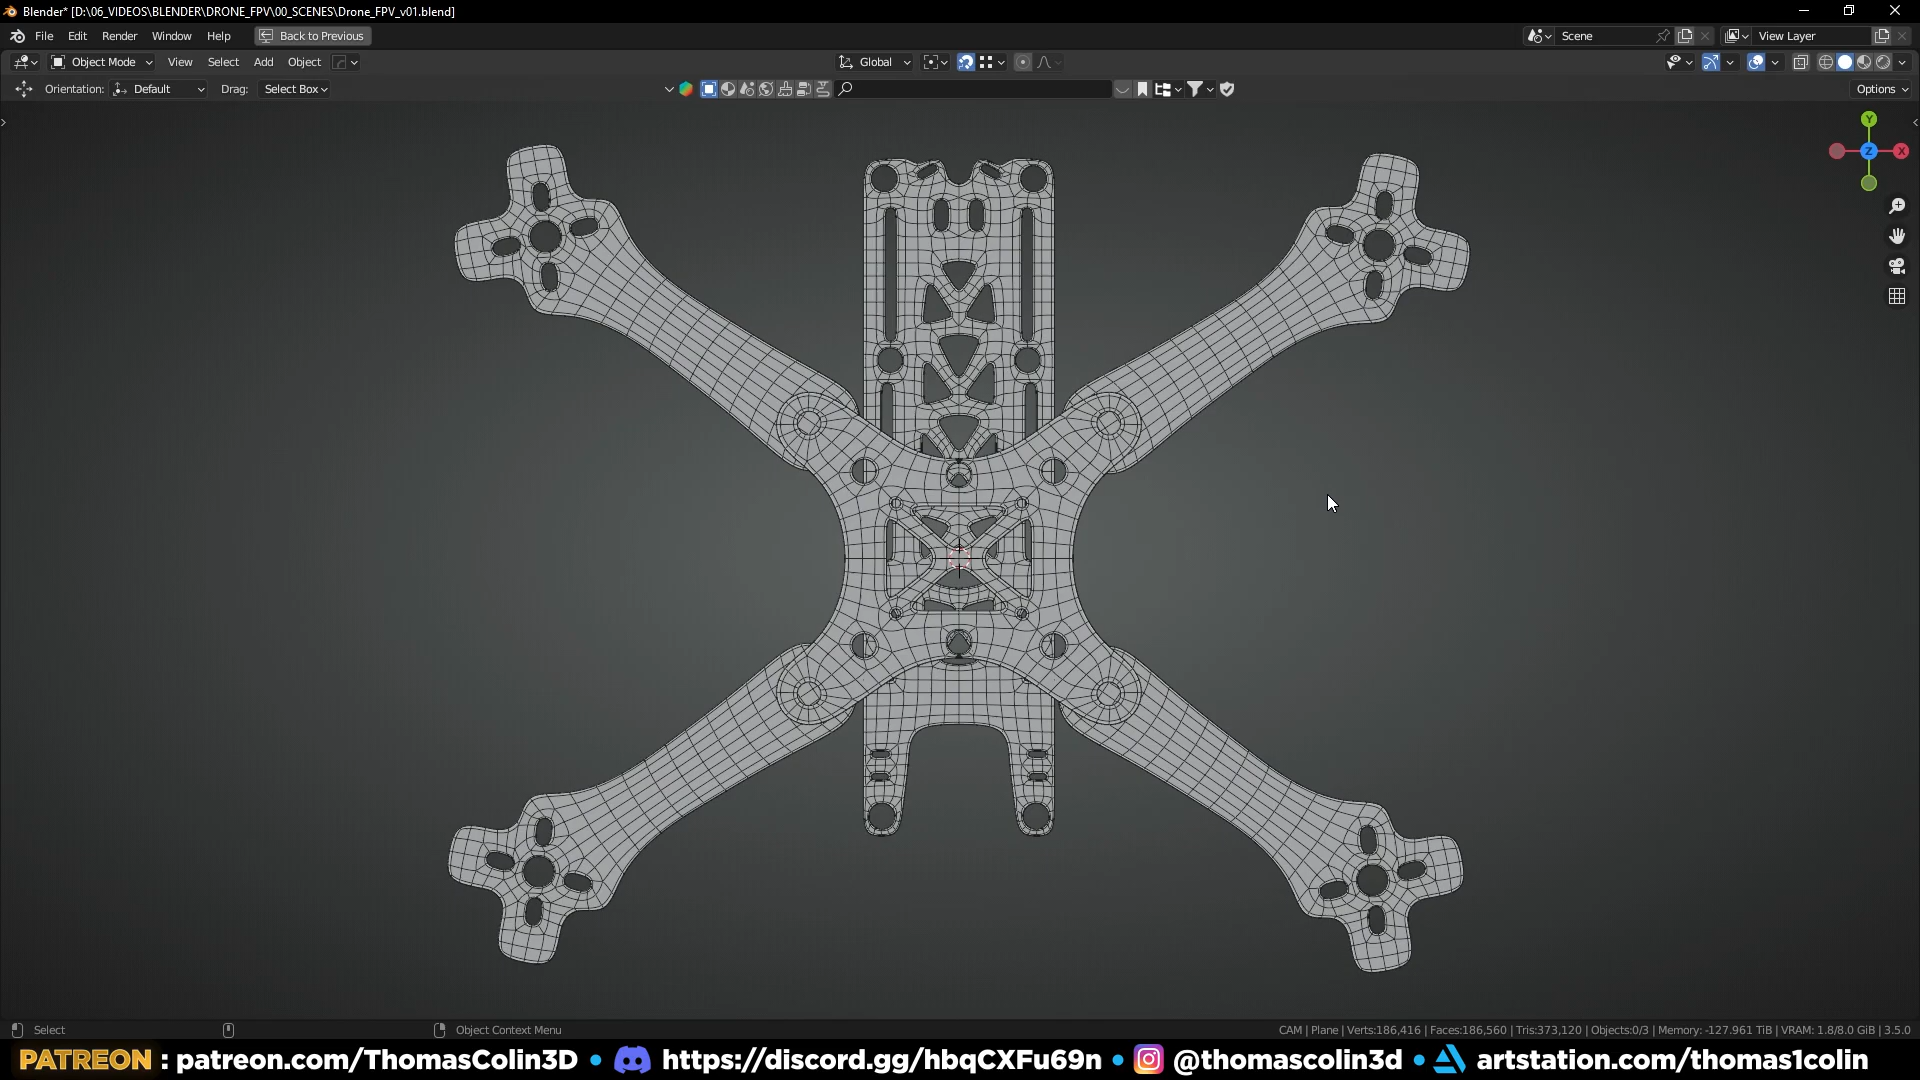 Blender* [D:\06_VIDEOS\BLENDER\DRONE_FPV\00_SCENES\Drone_FPV_v01.blend]
File Edit Render Window Help Back to Previous Scene View Layer
Object Mode View Select Add Object Global
Orientation: Default Drag: Select Box Options
Y
Z X
Select Object Context Menu CAM | Plane | Verts:186,416 | Faces:186,560 | Tris:373,120 | Objects:0/3 | Memory: -127.961 TiB | VRAM: 1.8/8.0 GiB | 3.5.0
PATREON : patreon.com/ThomasColin3D • https://discord.gg/hbqCXFu69n • @thomascolin3d • artstation.com/thomas1colin